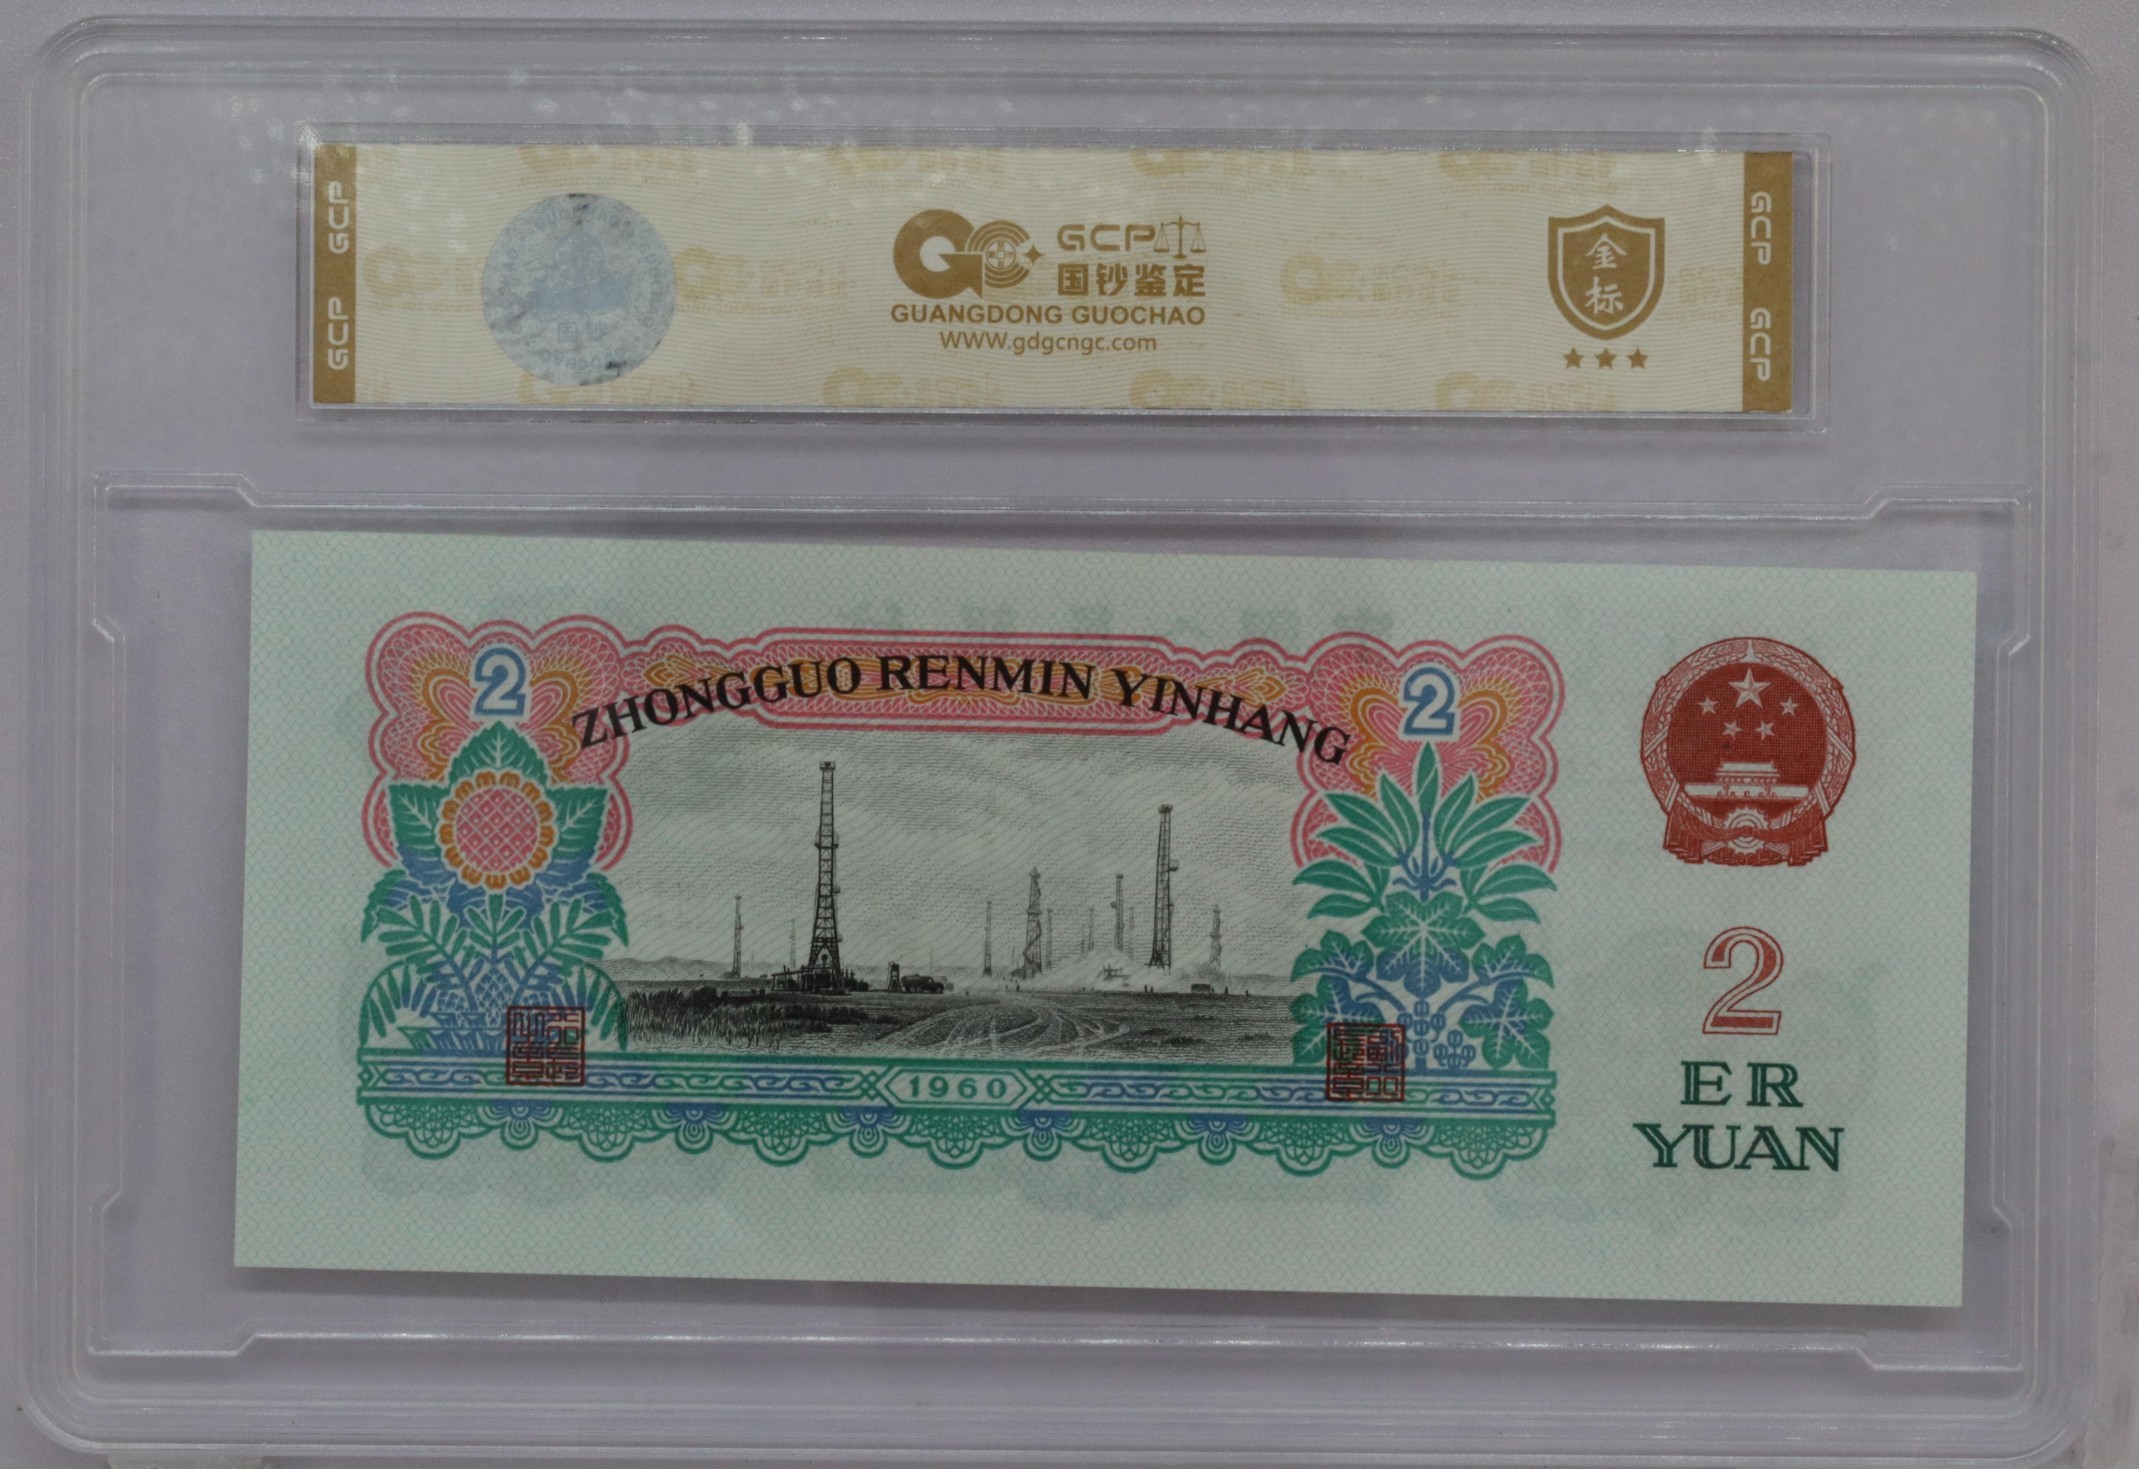 GCP GCP
GCP
国钞鉴定
GUANGDONG GUOCHAO
WWW.gdgcngc.com
金
标
GCP GCP
2
2
ZHONGGUO RENMIN YINHANG
1960
2
ER
YUAN